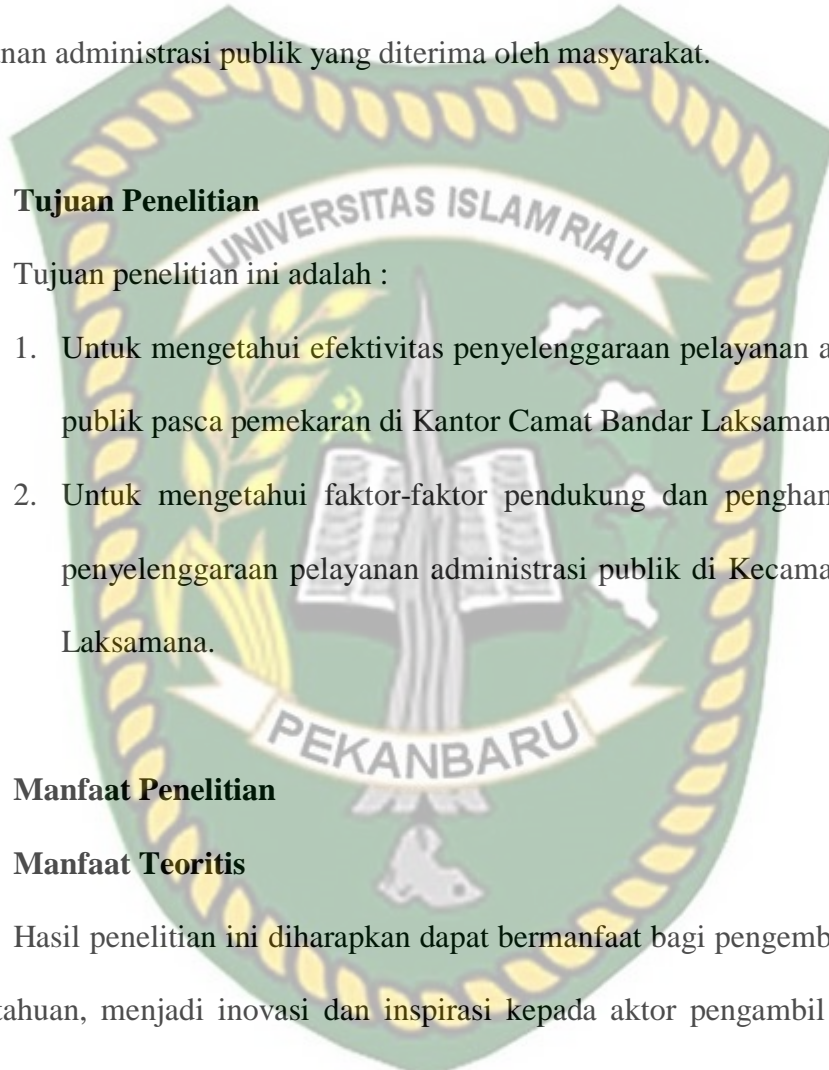 nan administrasi publik yang diterima oleh masyarakat.
Tujuan Penelitian
UNIVERSITAS ISLAM RIAU
Tujuan penelitian ini adalah :
1. Untuk mengetahui efektivitas penyelenggaraan pelayanan a
publik pasca pemekaran di Kantor Camat Bandar Laksaman
2. Untuk mengetahui faktor-faktor pendukung dan pengham
penyelenggaraan pelayanan administrasi publik di Kecama
Laksamana.
PEKANBARU
Manfaat Penelitian
Manfaat Teoritis
Hasil penelitian ini diharapkan dapat bermanfaat bagi pengemb
tahuan, menjadi inovasi dan inspirasi kepada aktor pengambil